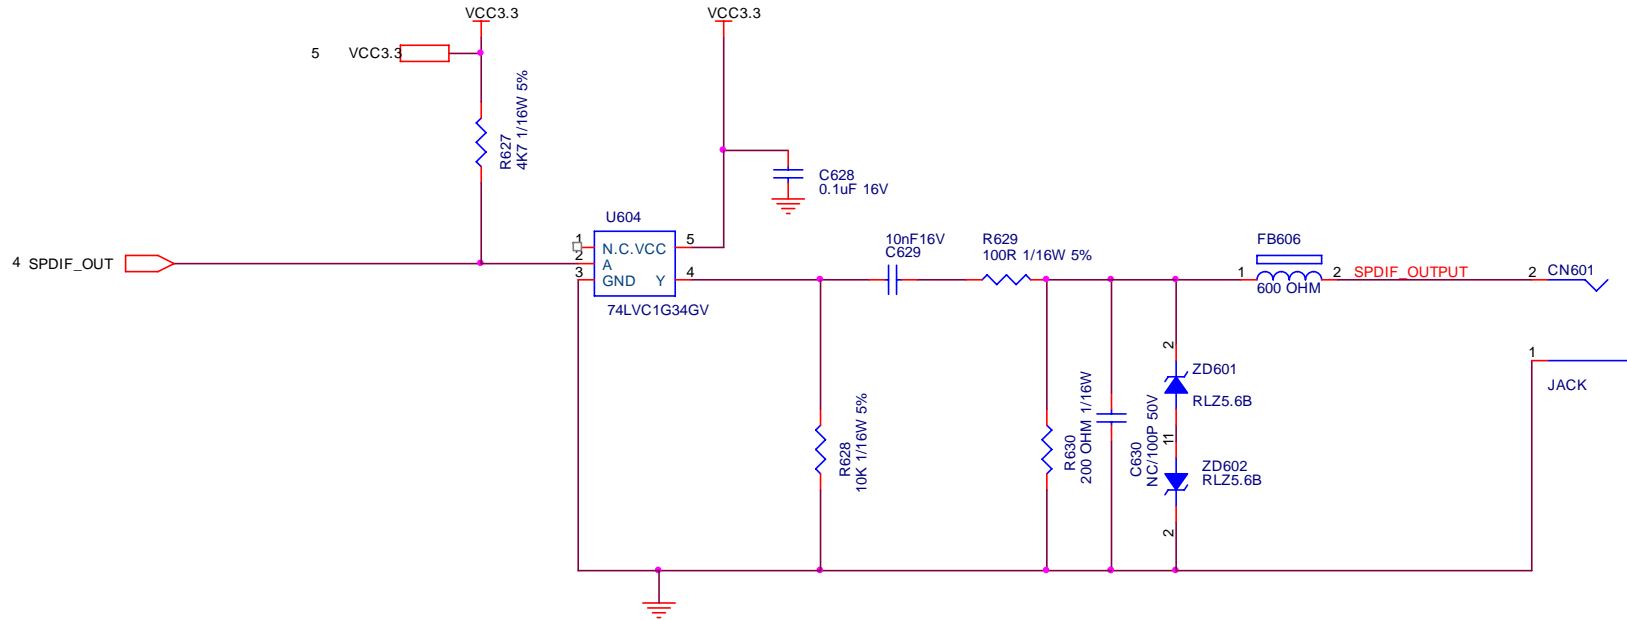 VCC3.3
VCC3.3
5 VCC3.3
R627
4K7 1/16W 5%
C628
0.1uF 16V
U604
1 N.C. VCC 5
2 A
3 GND Y 4
74LVC1G34GV
4 SPDIF_OUT
10nF16V
C629
R629
100R 1/16W 5%
FB606
1 2
600 OHM
SPDIF_OUTPUT
2 CN601
1
JACK
R628
10K 1/16W 5%
R630
200 OHM 1/16W
C630
NC/100P 50V
2
ZD601
RLZ5.6B
11
ZD602
RLZ5.6B
2